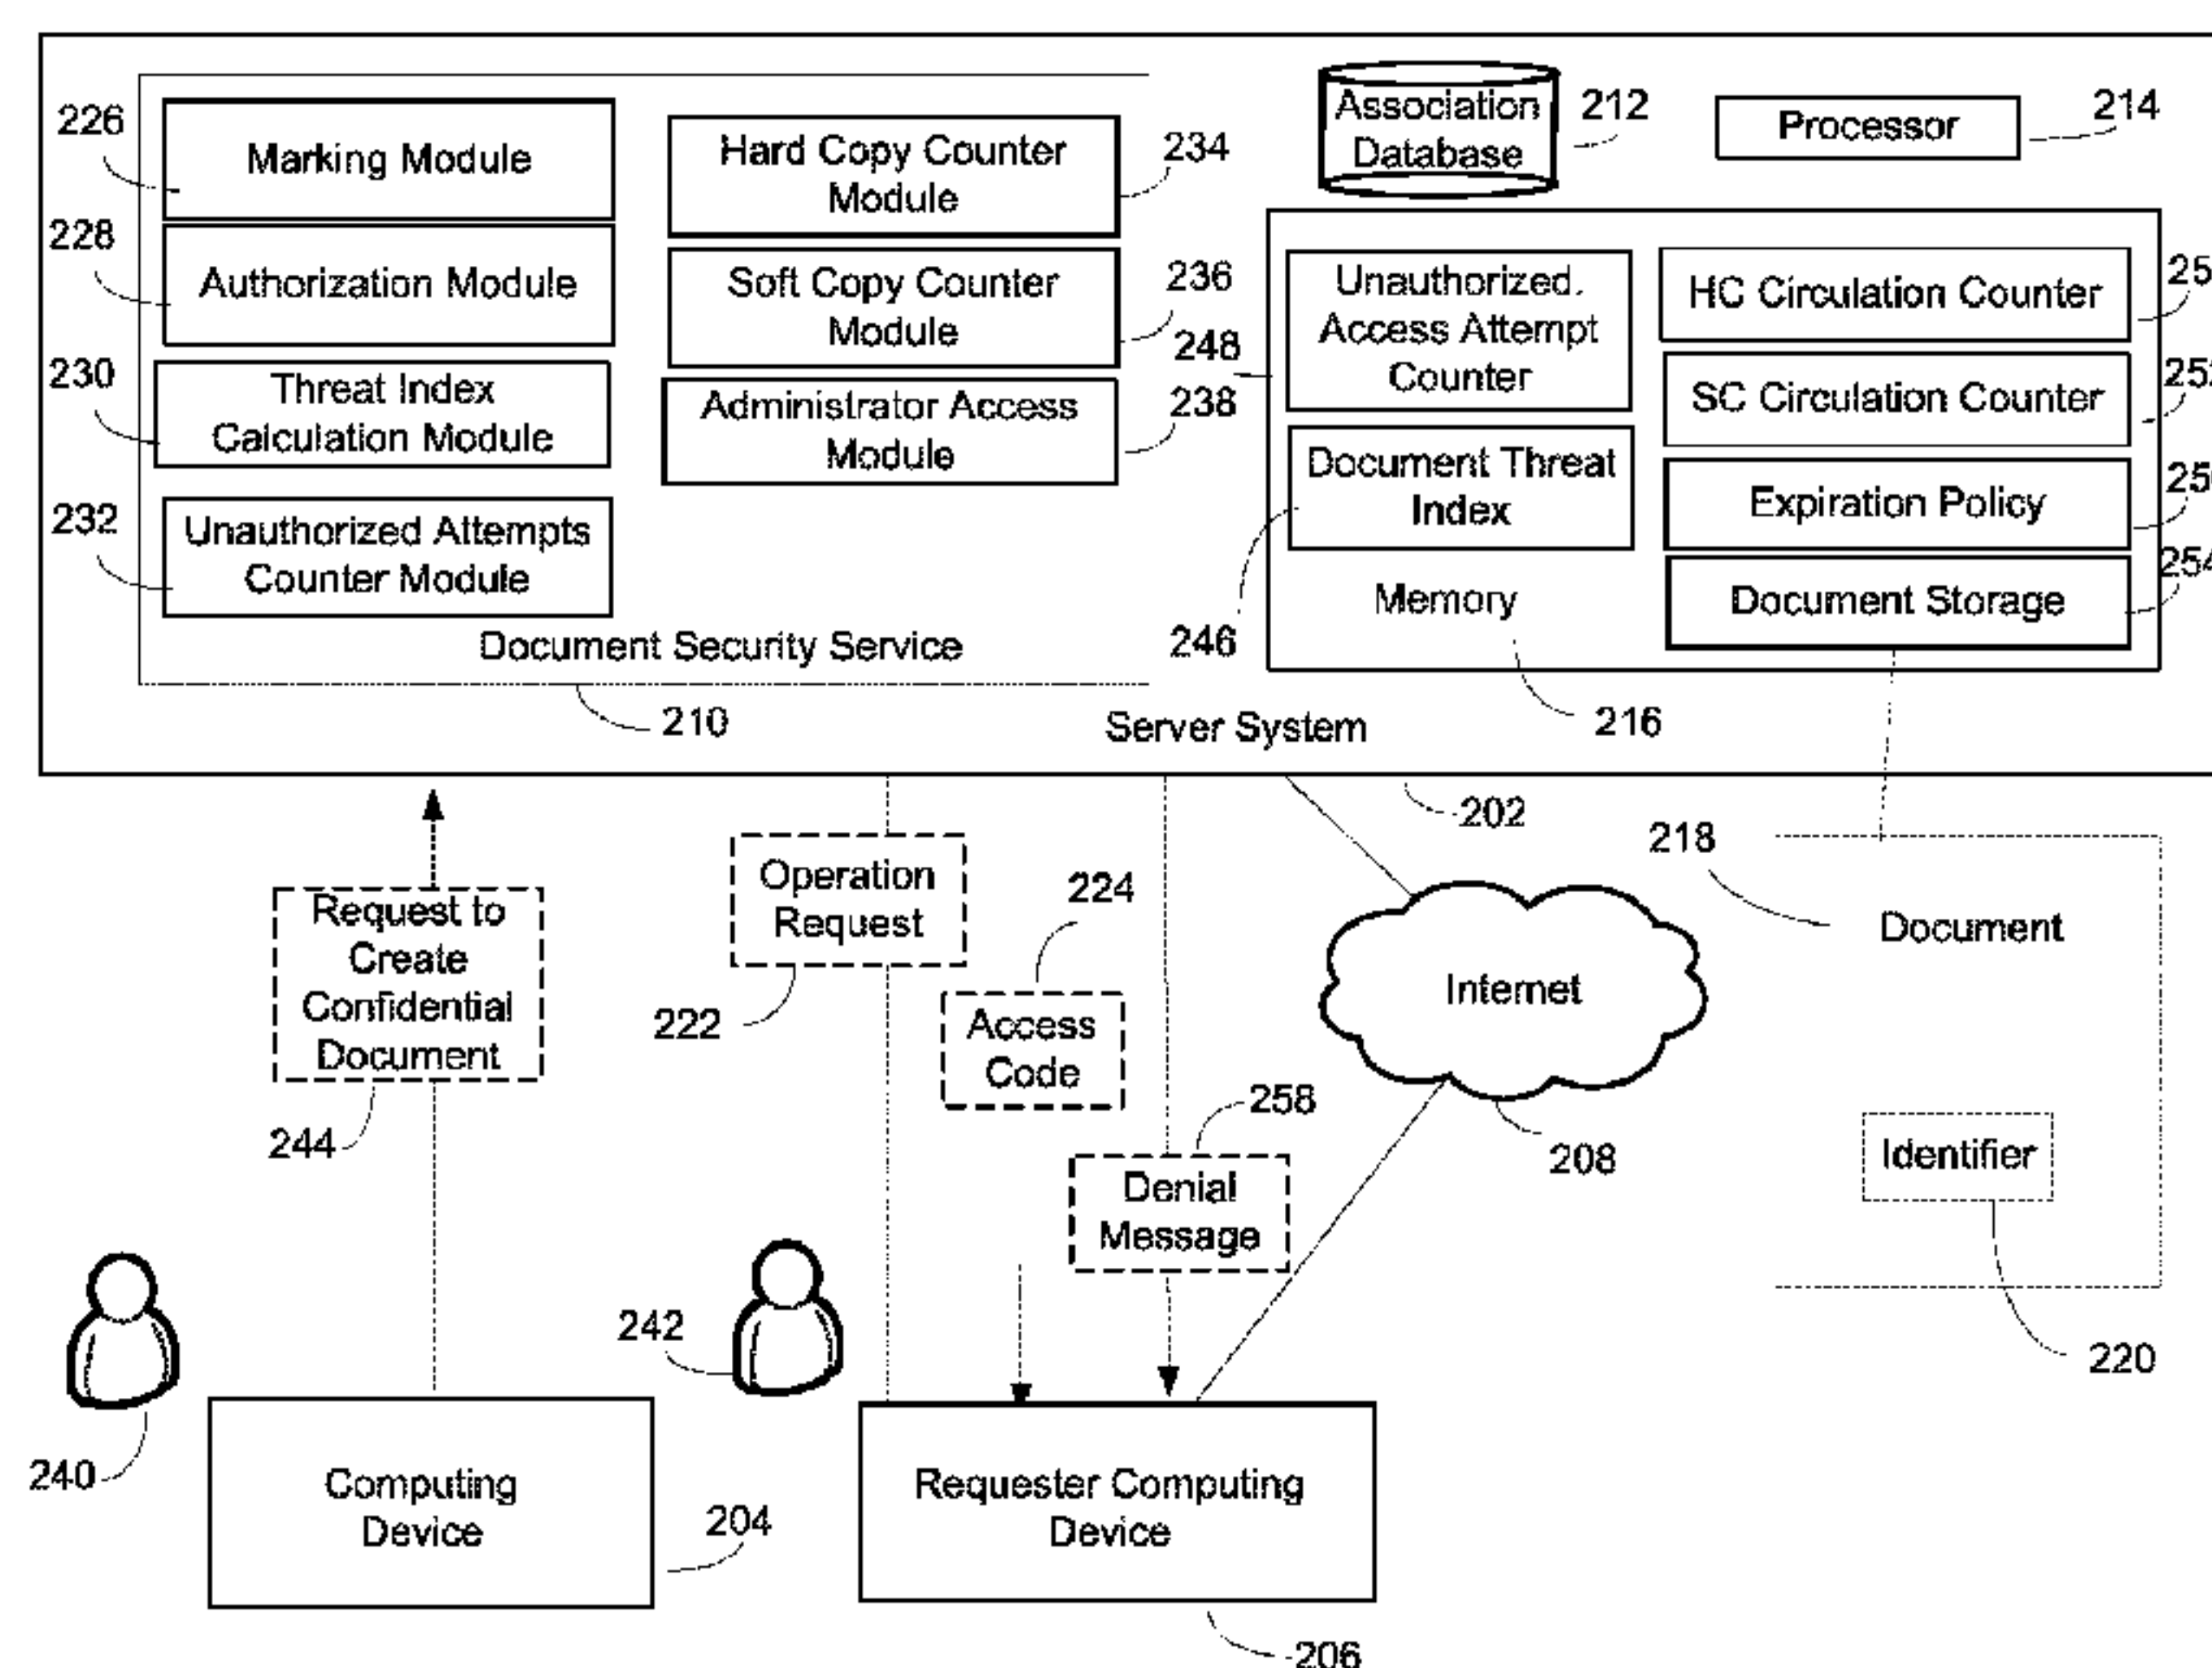 226
Marking Module
228
Authorization Module
230
Threat Index
Calculation Module
232
Unauthorized Attempts
Counter Module
Hard Copy Counter
Module
234
Soft Copy Counter
Module
236
Administrator Access
Module
238
Document Security Service
210
Association
Database
212
Processor
214
Unauthorized.
Access Attempt
Counter
248
Document Threat
Index
246
Memory
216
HC Circulation Counter
25
SC Circulation Counter
252
Expiration Policy
25
Document Storage
254
Server System
202
Request to
Create
Confidential
Document
244
Operation
Request
222
224
Access
Code
258
Denial
Message
Internet
208
218
Document
Identifier
220
240
242
Computing
Device
204
Requester Computing
Device
206